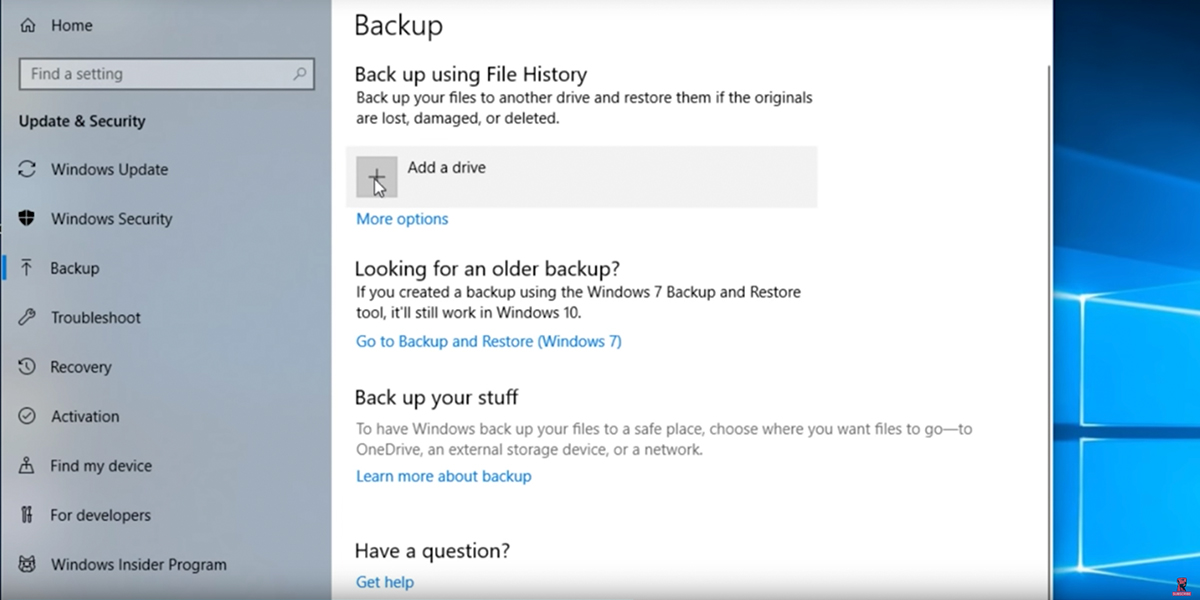 Home
Find a setting
Update & Security
Windows Update
Windows Security
Backup
Troubleshoot
Recovery
Activation
Find my device
For developers
Windows Insider Program
Backup
Back up using File History
Back up your files to another drive and restore them if the originals
are lost, damaged, or deleted.
Add a drive
More options
Looking for an older backup?
If you created a backup using the Windows 7 Backup and Restore
tool, it'll still work in Windows 10.
Go to Backup and Restore (Windows 7)
Back up your stuff
To have Windows back up your files to a safe place, choose where you want files to go—to
OneDrive, an external storage device, or a network.
Learn more about backup
Have a question?
Get help